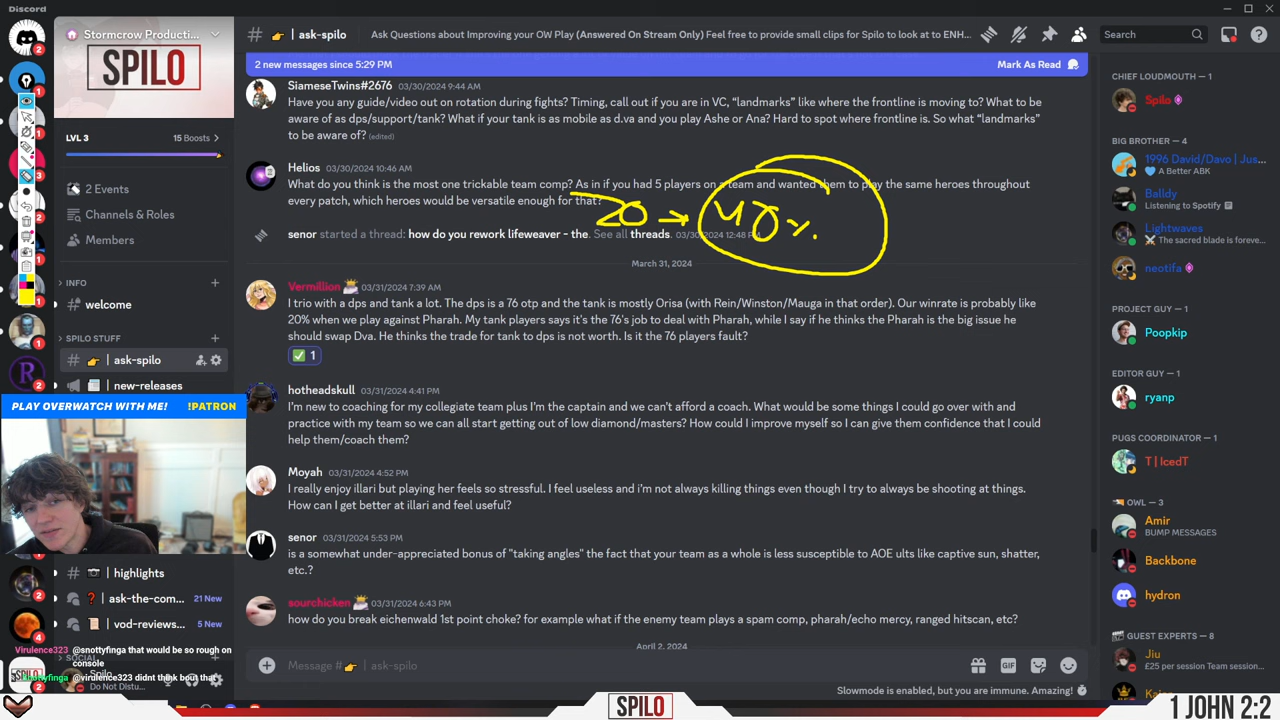 Discord
Stormcrow Producti...
SPILO
LVL 3
15 Boosts
2 Events
Channels & Roles
Members
INFO
welcome
SPILO STUFF
# 👉 | ask-spilo
| new-releases
PLAY OVERWATCH WITH ME! !PATRON
| highlights
| ask-the-com... 21 New
| vod-reviews... 5 New
Virulence323 @snottyfinga that would be so rough on
console
@virulence323 didnt think bout that
SOCIAL
Spilo
Do Not Distu...
# 👉 | ask-spilo
Ask Questions about Improving your OW Play (Answered On Stream Only) Feel free to provide small clips for Spilo to look at to ENH...
Search
2 new messages since 5:29 PM
Mark As Read
SiameseTwins#2676 03/30/2024 9:44 AM
Have you any guide/video out on rotation during fights? Timing, call out if you are in VC, “landmarks” like where the frontline is moving to? What to
be aware of as dps/support/tank? What if your tank is as mobile as d.va and you play Ashe or Ana? Hard to spot where frontline is. So what “landmarks”
to be aware of? (edited)
Helios 03/30/2024 10:46 AM
What do you think is the most one trickable team comp? As in if you had 5 players on a team and wanted them to play the same heroes throughout
every patch, which heroes would be versatile enough for that?
20 → 40%
senor started a thread: how do you rework lifeweaver - the. See all threads. 03/30/2024 12:48 PM
March 31, 2024
Vermillion 03/31/2024 7:39 AM
I trio with a dps and tank a lot. The dps is a 76 otp and the tank is mostly Orisa (with Rein/Winston/Mauga in that order). Our winrate is probably like
20% when we play against Pharah. My tank players says it's the 76's job to deal with Pharah, while I say if he thinks the Pharah is the big issue he
should swap Dva. He thinks the trade for tank to dps is not worth. Is it the 76 players fault?
✅ 1
hotheadskull 03/31/2024 4:41 PM
I'm new to coaching for my collegiate team plus I'm the captain and we can't afford a coach. What would be some things I could go over with and
practice with my team so we can all start getting out of low diamond/masters? How could I improve myself so I can give them confidence that I could
help them/coach them?
Moyah 03/31/2024 4:52 PM
I really enjoy illari but playing her feels so stressful. I feel useless and i'm not always killing things even though I try to always be shooting at things.
How can I get better at illari and feel useful?
senor 03/31/2024 5:53 PM
is a somewhat under-appreciated bonus of "taking angles" the fact that your team as a whole is less susceptible to AOE ults like captive sun, shatter,
etc.?
sourchicken 03/31/2024 6:43 PM
how do you break eichenwald 1st point choke? for example what if the enemy team plays a spam comp, pharah/echo mercy, ranged hitscan, etc?
April 2, 2024
Message # 👉 | ask-spilo
GIF
Slowmode is enabled, but you are immune. Amazing!
CHIEF LOUDMOUTH — 1
Spilo
BIG BROTHER — 4
1996 David/Davo | Jus...
A Better ABK
Balldy
Listening to Spotify
Lightwaves
The sacred blade is foreve...
neotifa
PROJECT GUY — 1
Poopkip
EDITOR GUY — 1
ryanp
PUGS COORDINATOR — 1
T | IcedT
OWL — 3
Amir
BUMP MESSAGES
Backbone
hydron
GUEST EXPERTS — 8
Jiu
£25 per session Team session...
SPILO
1 JOHN 2:2